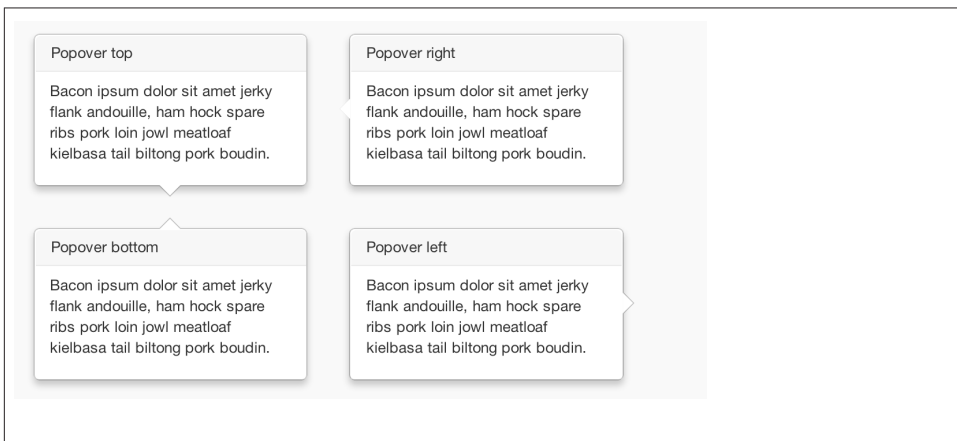 Popover top
Bacon ipsum dolor sit amet jerky
flank andouille, ham hock spare
ribs pork loin jowl meatloaf
kielbasa tail biltong pork boudin.
Popover right
Bacon ipsum dolor sit amet jerky
flank andouille, ham hock spare
ribs pork loin jowl meatloaf
kielbasa tail biltong pork boudin.
Popover bottom
Bacon ipsum dolor sit amet jerky
flank andouille, ham hock spare
ribs pork loin jowl meatloaf
kielbasa tail biltong pork boudin.
Popover left
Bacon ipsum dolor sit amet jerky
flank andouille, ham hock spare
ribs pork loin jowl meatloaf
kielbasa tail biltong pork boudin.